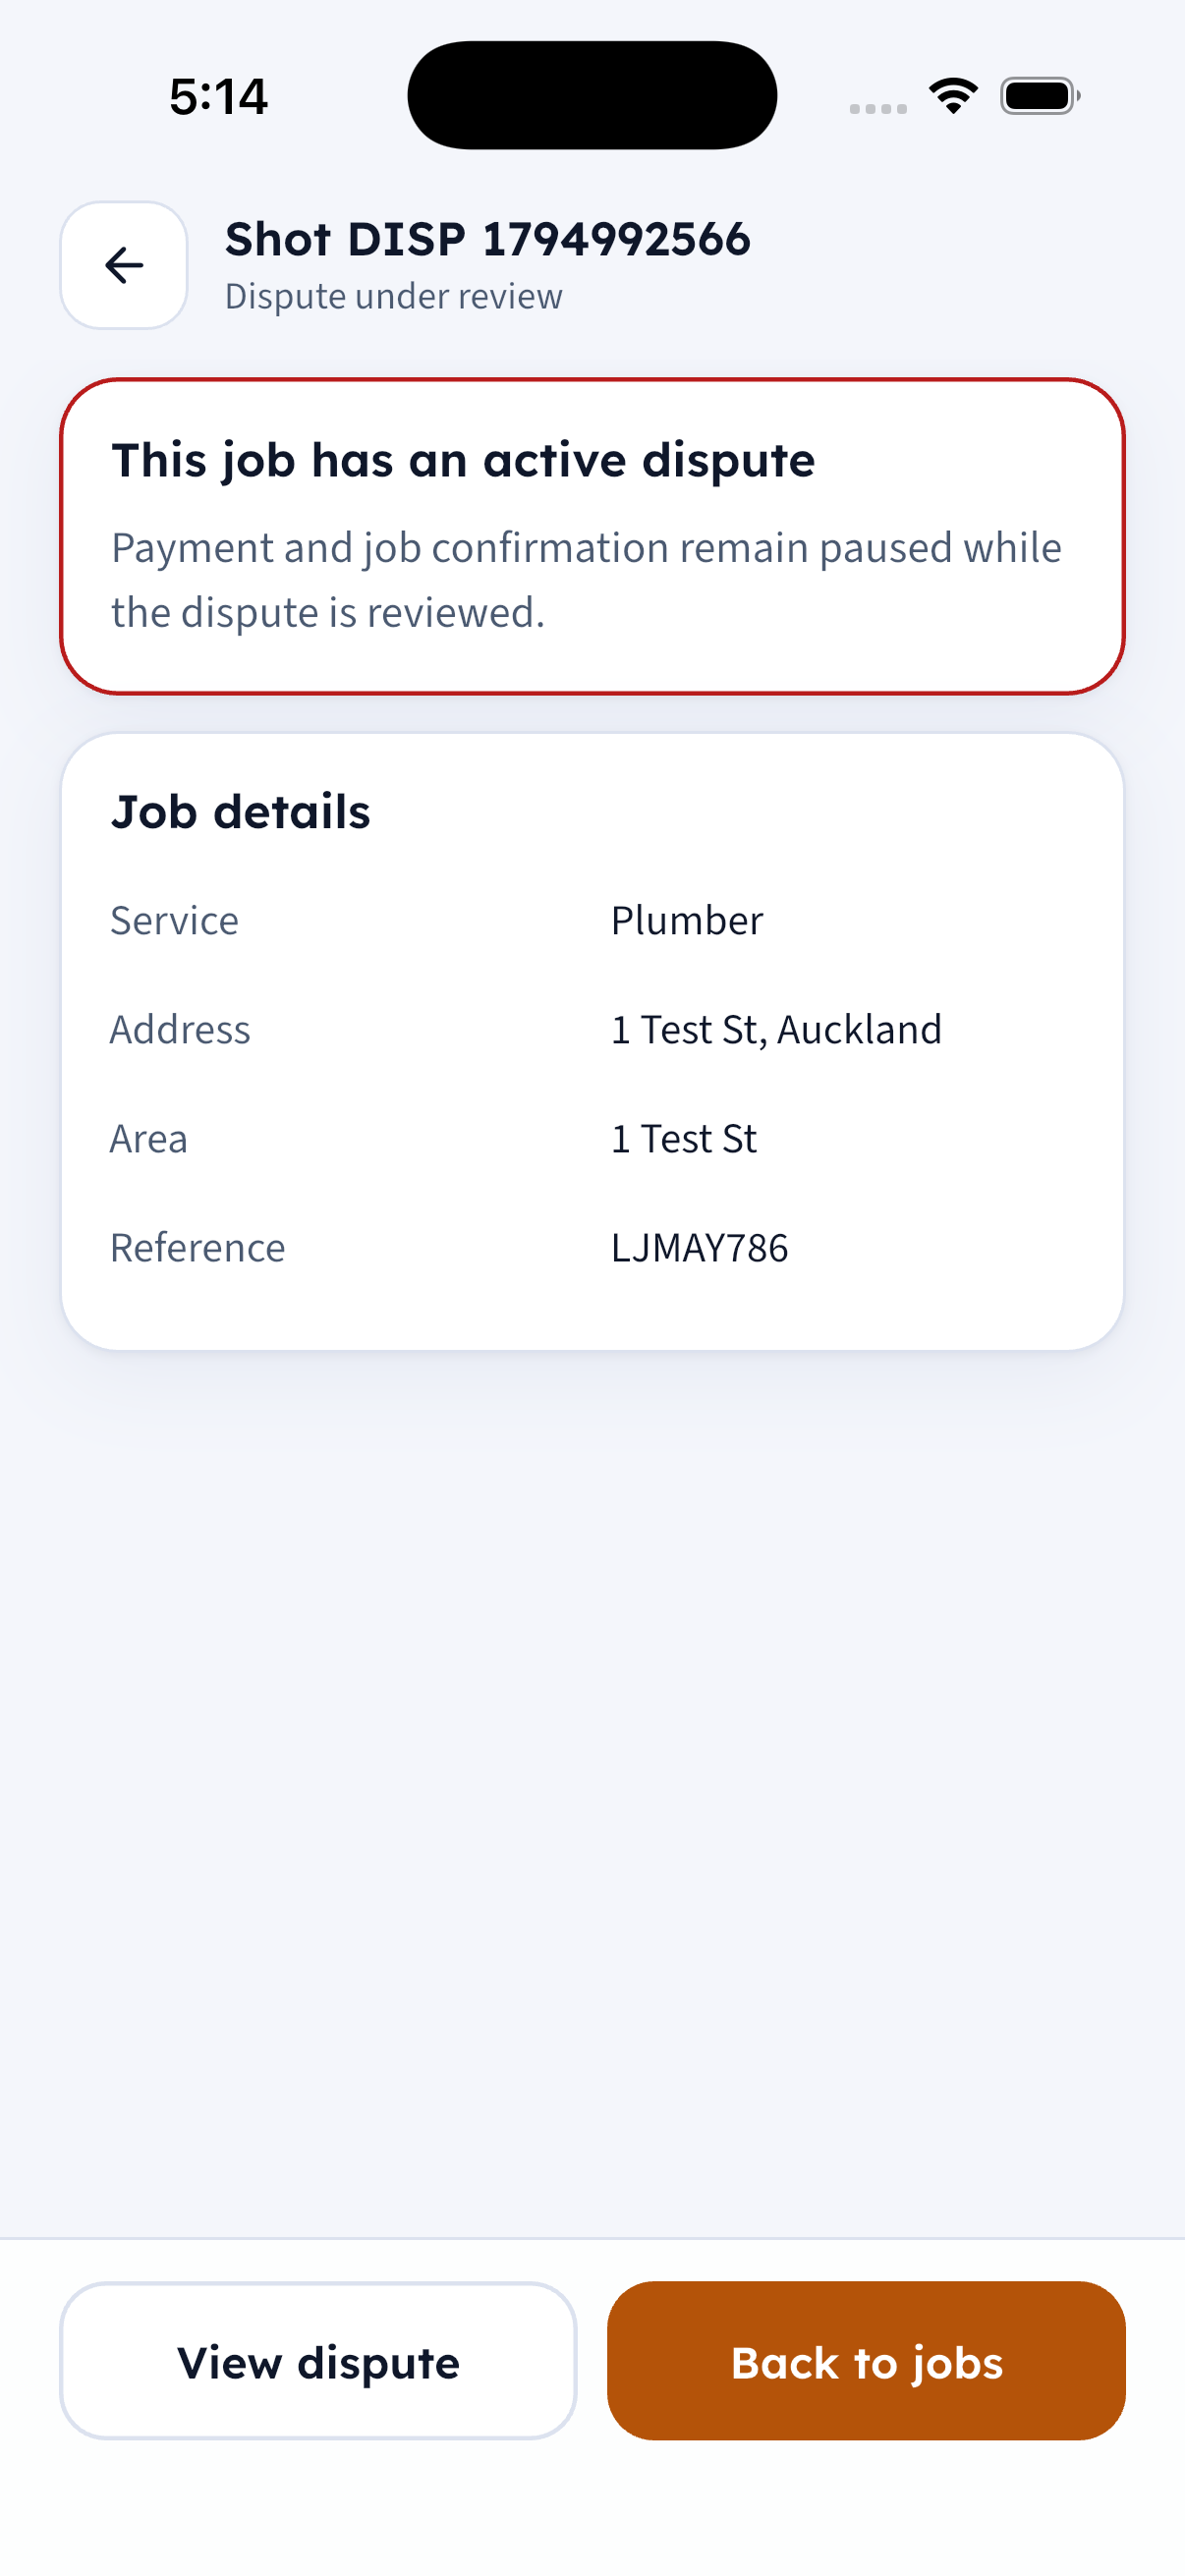 5:14
Shot DISP 1794992566
Dispute under review
This job has an active dispute
Payment and job confirmation remain paused while
the dispute is reviewed.
Job details
Service Plumber
Address 1 Test St, Auckland
Area 1 Test St
Reference LJMAY786
View dispute Back to jobs